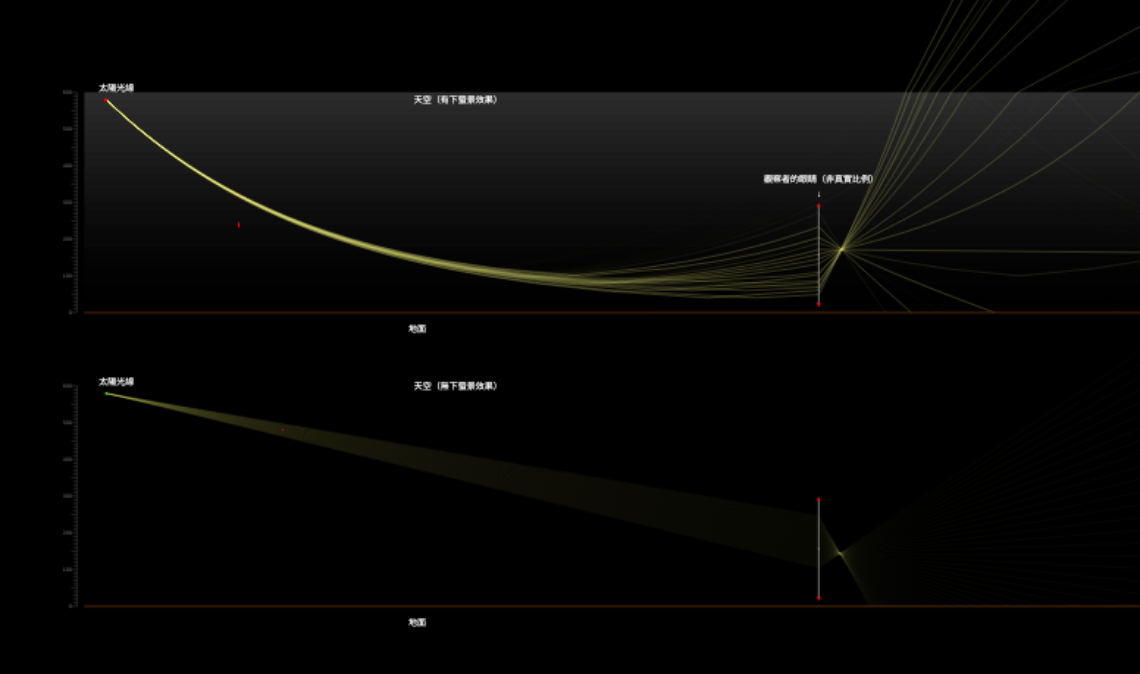 太陽光線
天空（有下蜃景效果）
觀察者的眼睛（非真實比例）
地面
太陽光線
天空（無下蜃景效果）
地面